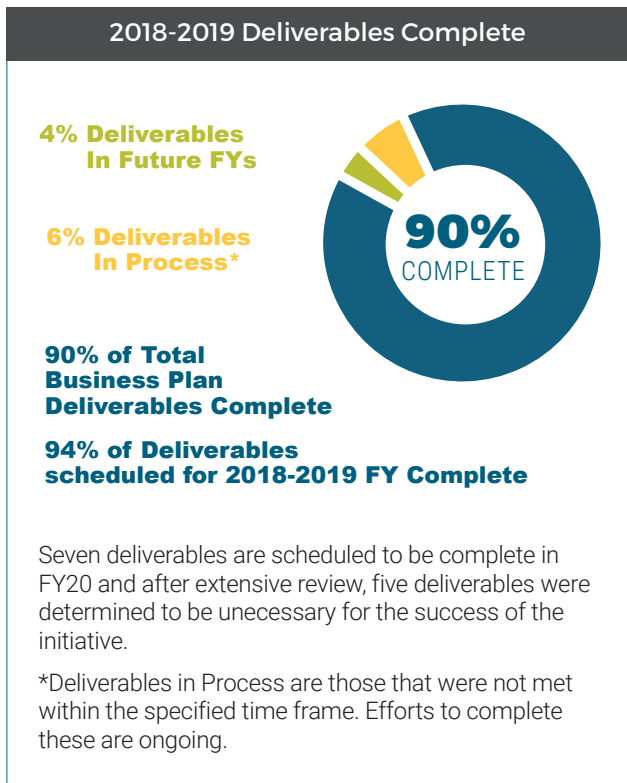 2018-2019 Deliverables Complete
4% Deliverables
In Future FYs
6% Deliverables
In Process*
90%
COMPLETE
90% of Total
Business Plan
Deliverables Complete
94% of Deliverables
scheduled for 2018-2019 FY Complete
Seven deliverables are scheduled to be complete in
FY20 and after extensive review, five deliverables were
determined to be unecessary for the success of the
initiative.
*Deliverables in Process are those that were not met
within the specified time frame. Efforts to complete
these are ongoing.